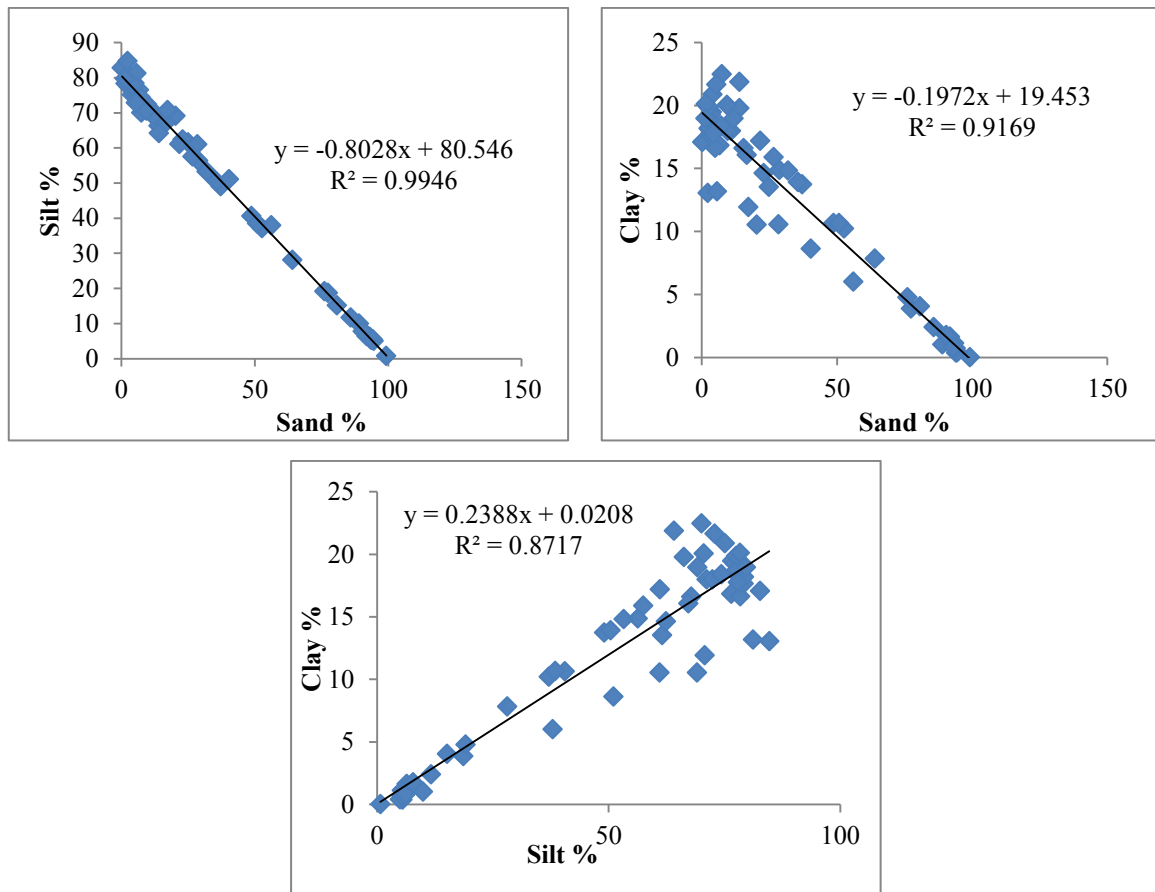 90
80
70
60
50
40
30
20
10
0
Silt %
y = -0.8028x + 80.546
R² = 0.9946
0 50 100 150
Sand %
25
20
15
10
5
0
Clay %
y = -0.1972x + 19.453
R² = 0.9169
0 50 100 150
Sand %
25
20
15
10
5
0
Clay %
y = 0.2388x + 0.0208
R² = 0.8717
0 50 100
Silt %